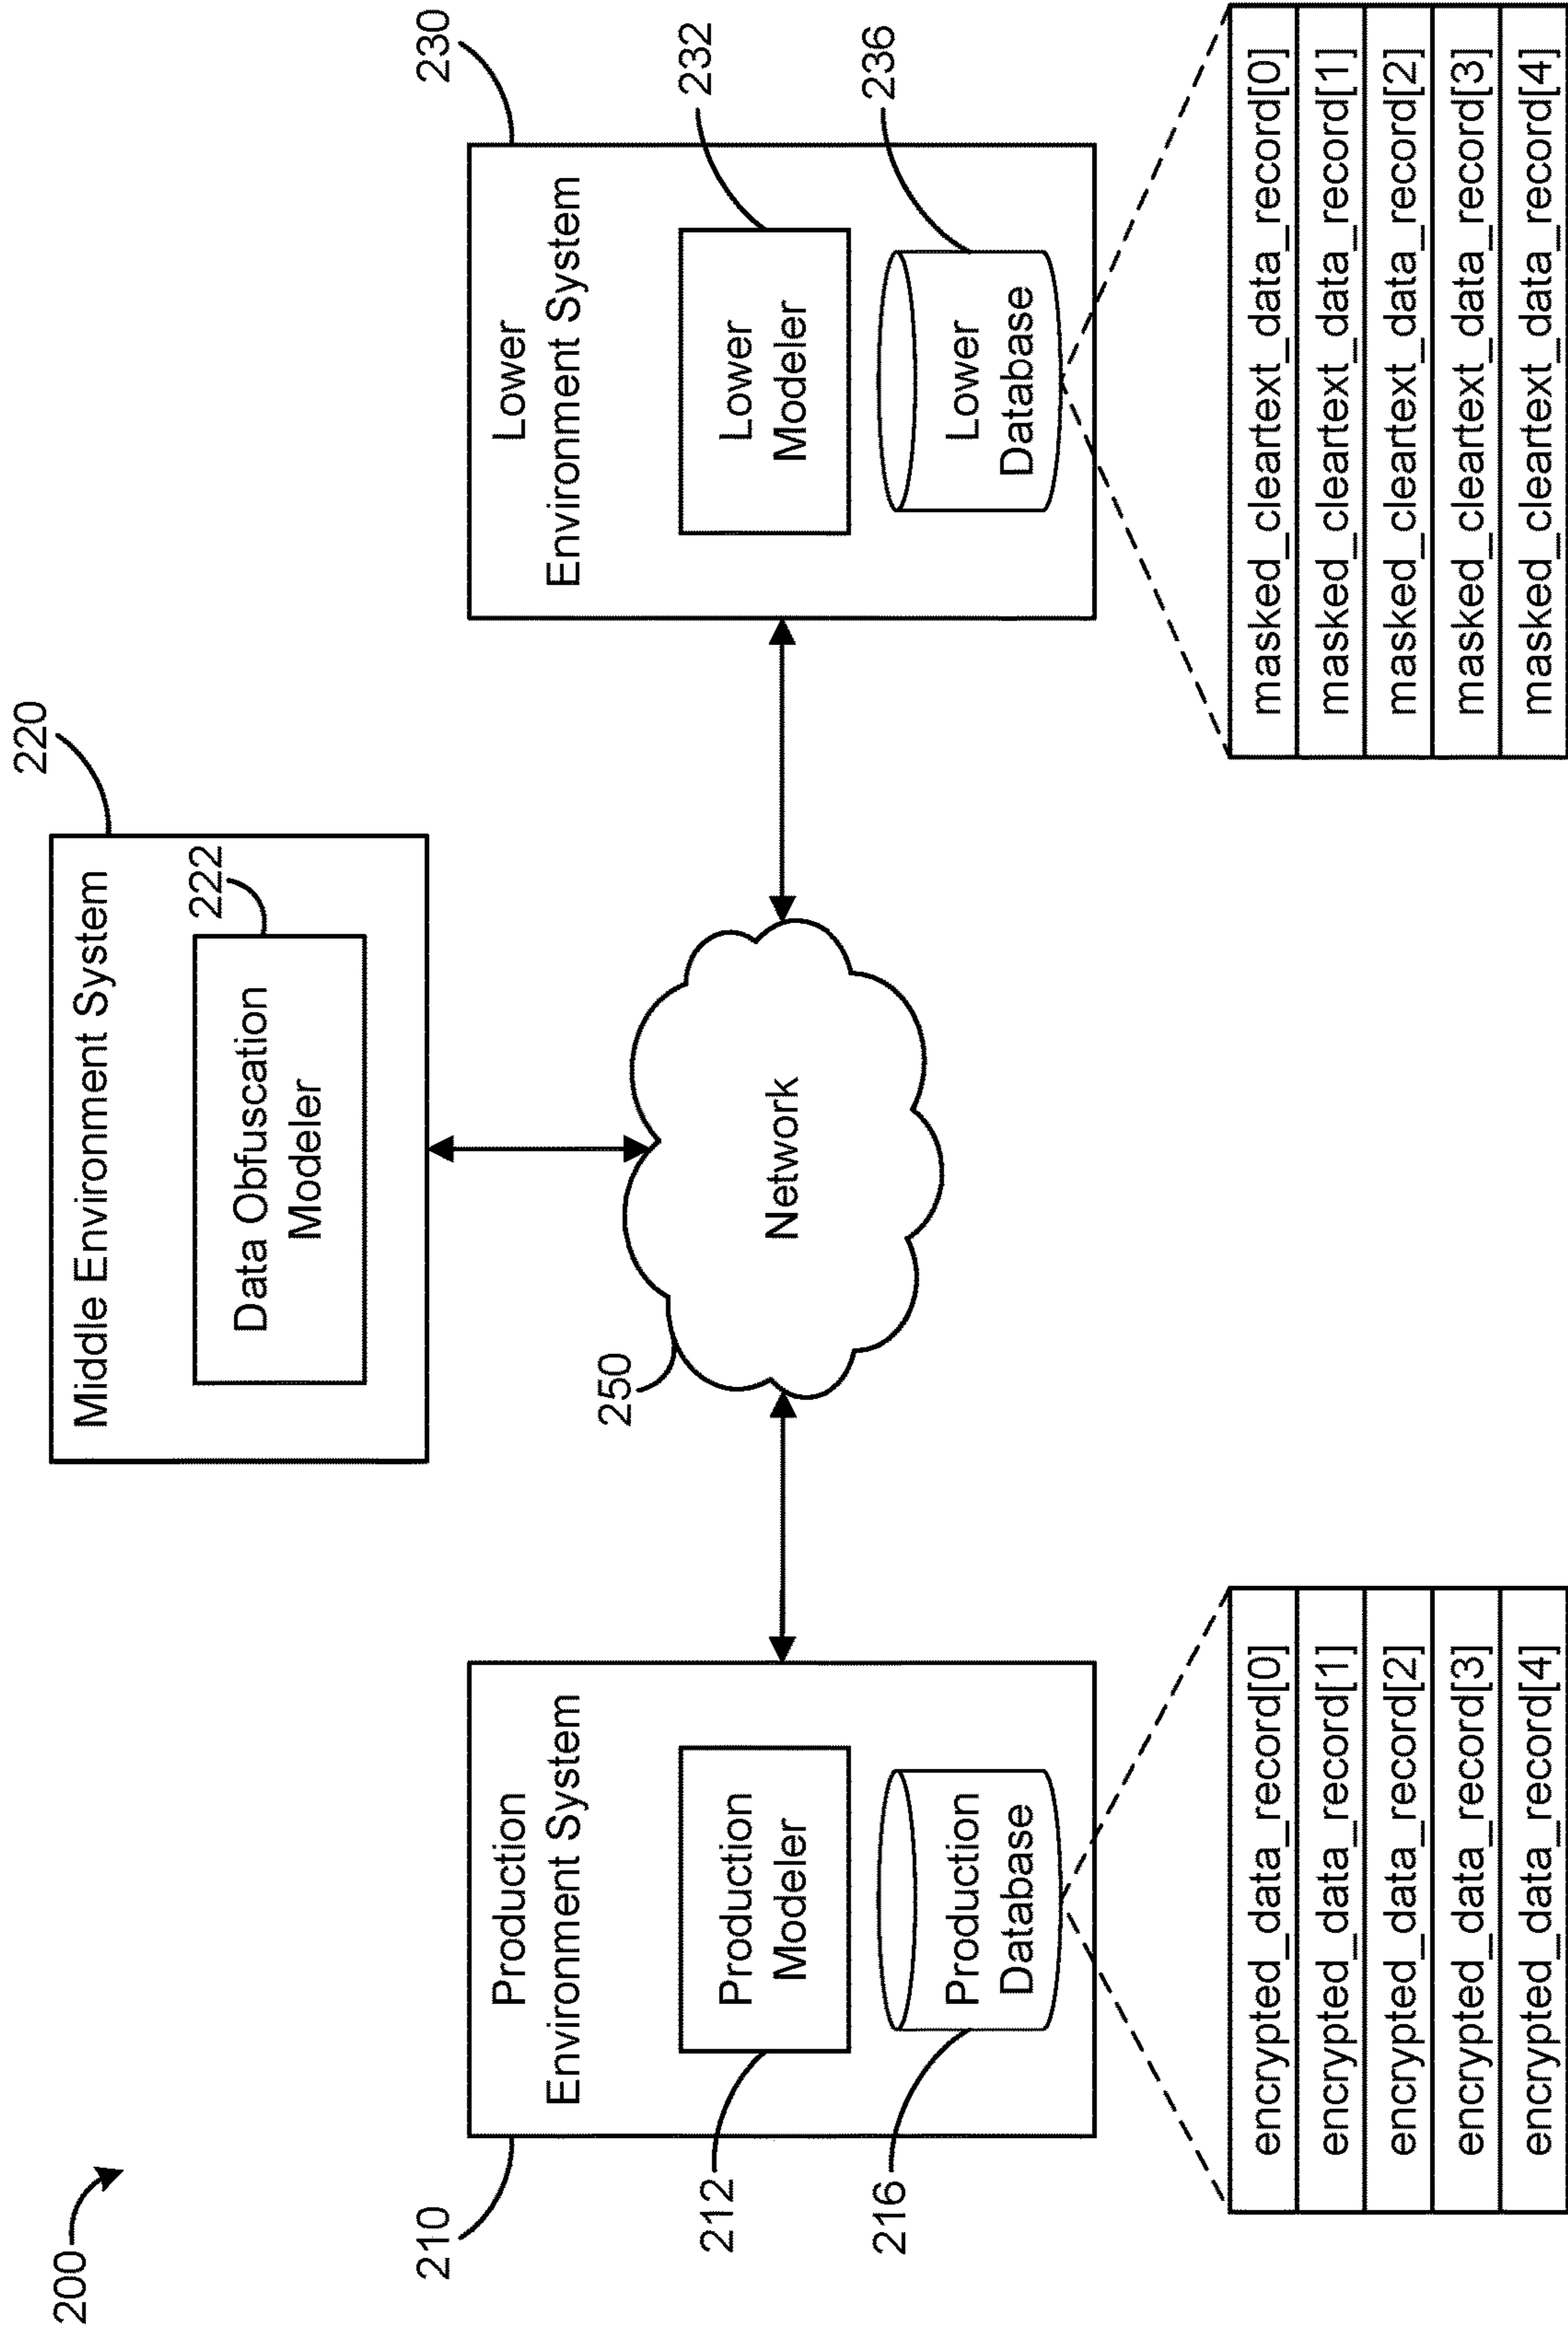 200
220
Middle Environment System
222
Data Obfuscation
Modeler
210
Production
Environment System
212
Production
Modeler
216
Production
Database
250
Network
230
Lower
Environment System
232
Lower
Modeler
236
Lower
Database
encrypted_data_record[0]
encrypted_data_record[1]
encrypted_data_record[2]
encrypted_data_record[3]
encrypted_data_record[4]
masked_cleartext_data_record[0]
masked_cleartext_data_record[1]
masked_cleartext_data_record[2]
masked_cleartext_data_record[3]
masked_cleartext_data_record[4]